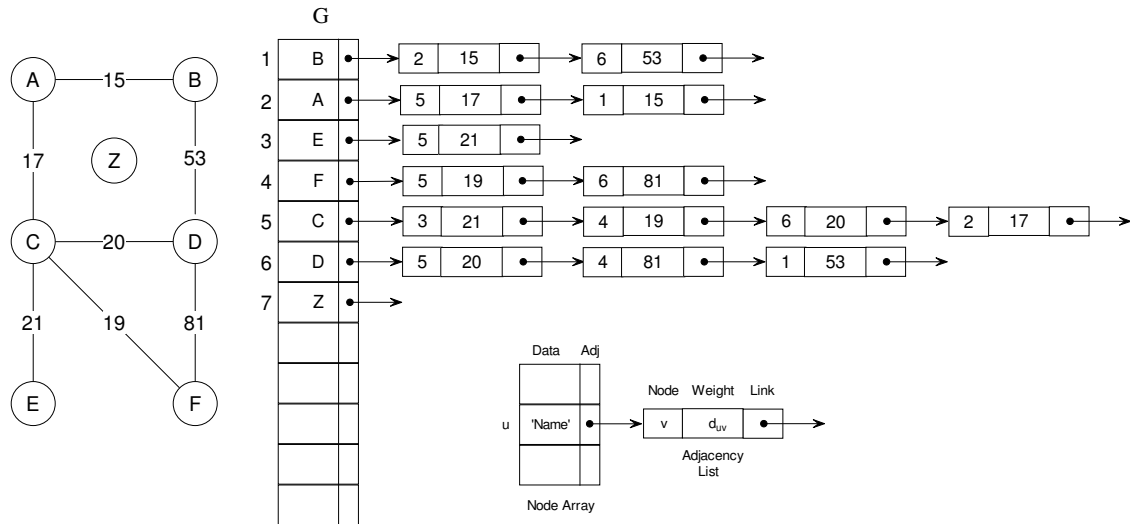 G
A 15 B
17 Z 53
C 20 D
21 19 81
E F
1 B 2 15 6 53
2 A 5 17 1 15
3 E 5 21
4 F 5 19 6 81
5 C 3 21 4 19 6 20 2 17
6 D 5 20 4 81 1 53
7 Z
Data Adj
Node Weight Link
u 'Name' v duv
Adjacency
List
Node Array